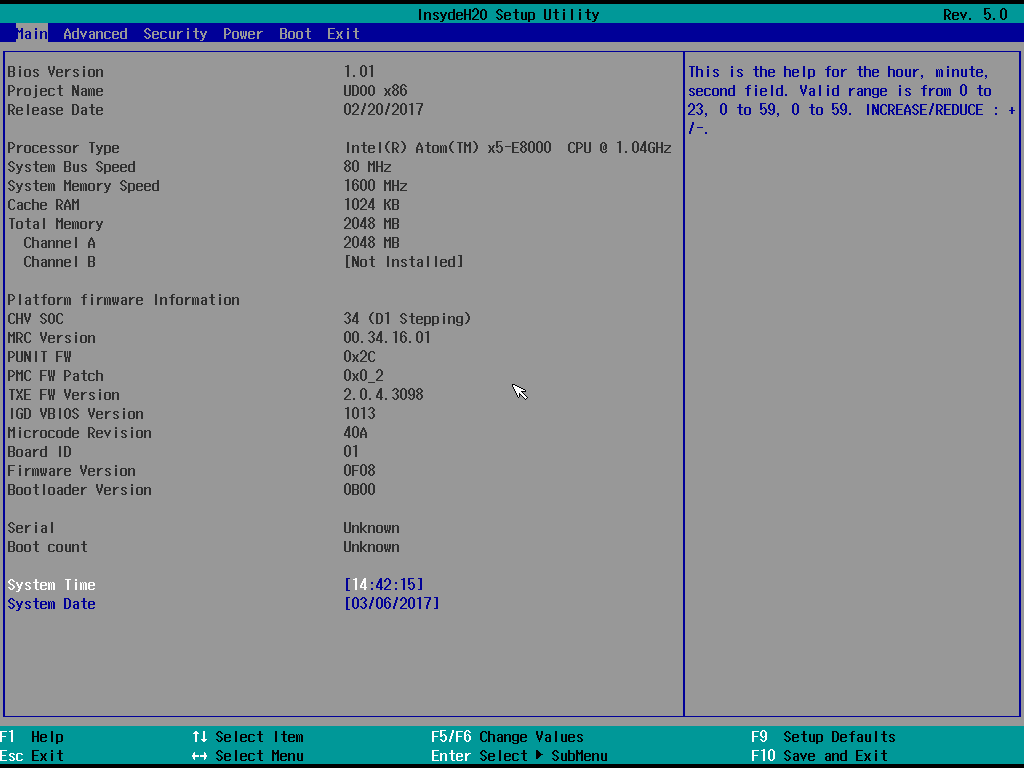 InsydeH20 Setup Utility Rev. 5.0
Main Advanced Security Power Boot Exit
Bios Version 1.01
Project Name UDOO x86
Release Date 02/20/2017
Processor Type Intel(R) Atom(TM) x5-E8000 CPU @ 1.04GHz
System Bus Speed 80 MHz
System Memory Speed 1600 MHz
Cache RAM 1024 KB
Total Memory 2048 MB
Channel A 2048 MB
Channel B [Not Installed]
Platform firmware Information
CHV SOC 34 (D1 Stepping)
MRC Version 00.34.16.01
PUNIT FW 0x2C
PMC FW Patch 0x0_2
TXE FW Version 2.0.4.3098
IGD VBIOS Version 1013
Microcode Revision 40A
Board ID 01
Firmware Version 0F08
Bootloader Version 0B00
Serial Unknown
Boot count Unknown
System Time [14:42:15]
System Date [03/06/2017]
This is the help for the hour, minute,
second field. Valid range is from 0 to
23, 0 to 59, 0 to 59. INCREASE/REDUCE : +
/-.
F1 Help ↑↓ Select Item F5/F6 Change Values F9 Setup Defaults
Esc Exit ←→ Select Menu Enter Select ▶ SubMenu F10 Save and Exit